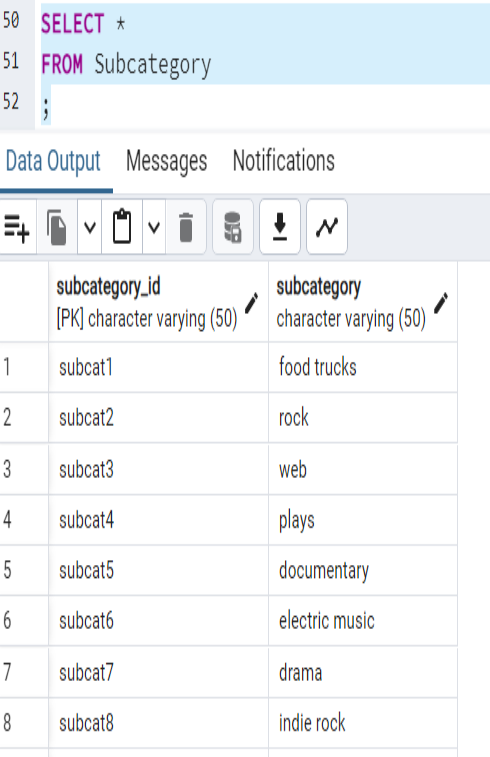 50 SELECT *
51 FROM Subcategory
52 ;
Data Output Messages Notifications
subcategory_id subcategory
[PK] character varying (50) character varying (50)
1 subcat1 food trucks
2 subcat2 rock
3 subcat3 web
4 subcat4 plays
5 subcat5 documentary
6 subcat6 electric music
7 subcat7 drama
8 subcat8 indie rock